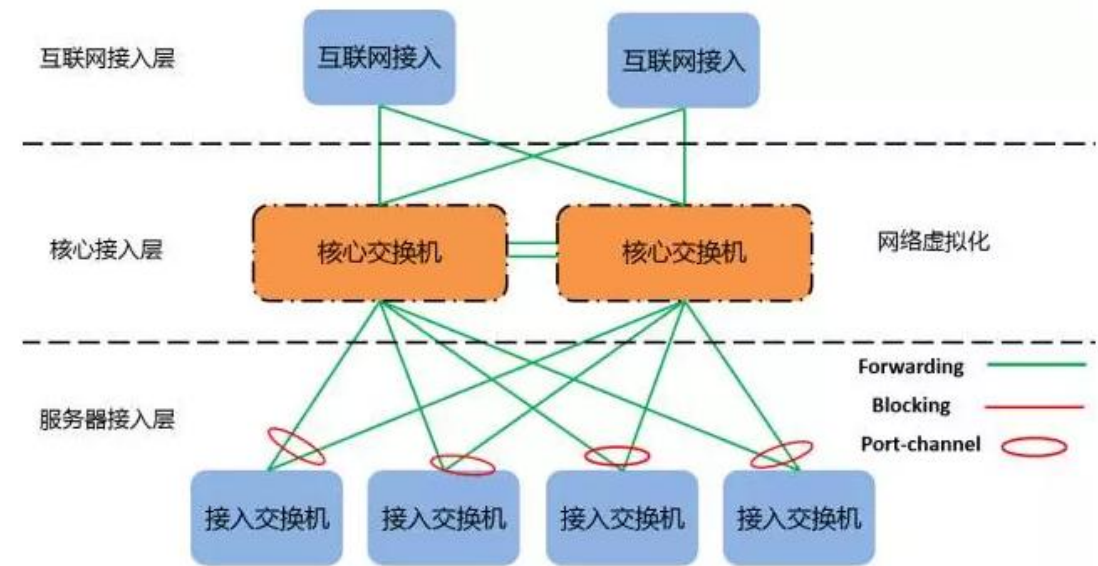 互联网接入层
互联网接入
互联网接入
核心接入层
核心交换机
核心交换机
网络虚拟化
Forwarding
Blocking
Port-channel
服务器接入层
接入交换机
接入交换机
接入交换机
接入交换机